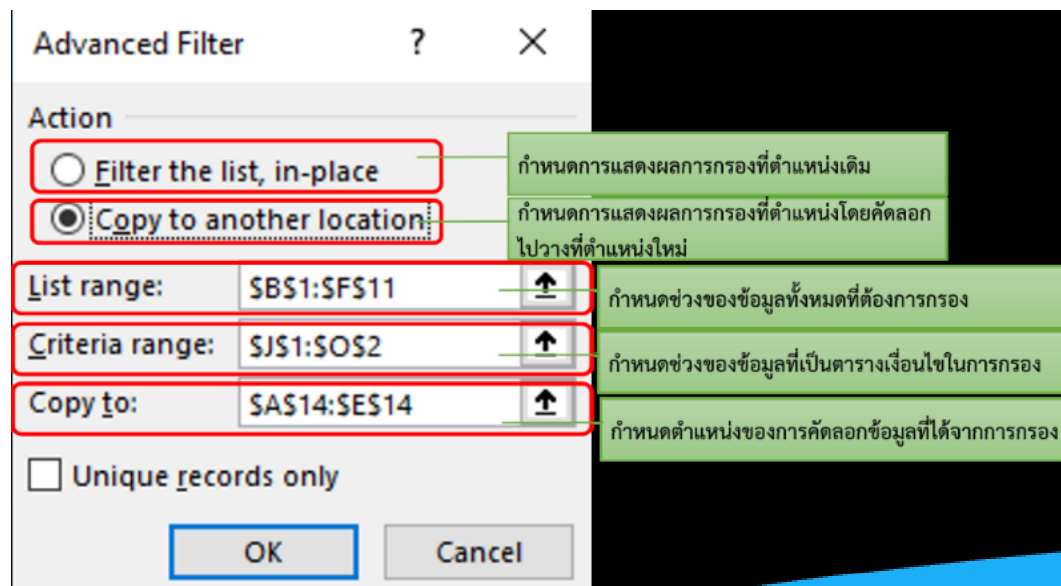 Advanced Filter ? ×
Action
Filter the list, in-place
กำหนดการแสดงผลการกรองที่ตำแหน่งเดิม
Copy to another location
กำหนดการแสดงผลการกรองที่ตำแหน่งโดยคัดลอก
ไปวางที่ตำแหน่งใหม่
List range: $B$1:$F$11
กำหนดช่วงของข้อมูลทั้งหมดที่ต้องการกรอง
Criteria range: $J$1:$O$2
กำหนดช่วงของข้อมูลที่เป็นตารางเงื่อนไขในการกรอง
Copy to: $A$14:$E$14
กำหนดตำแหน่งของการคัดลอกข้อมูลที่ได้จากการกรอง
Unique records only
OK Cancel